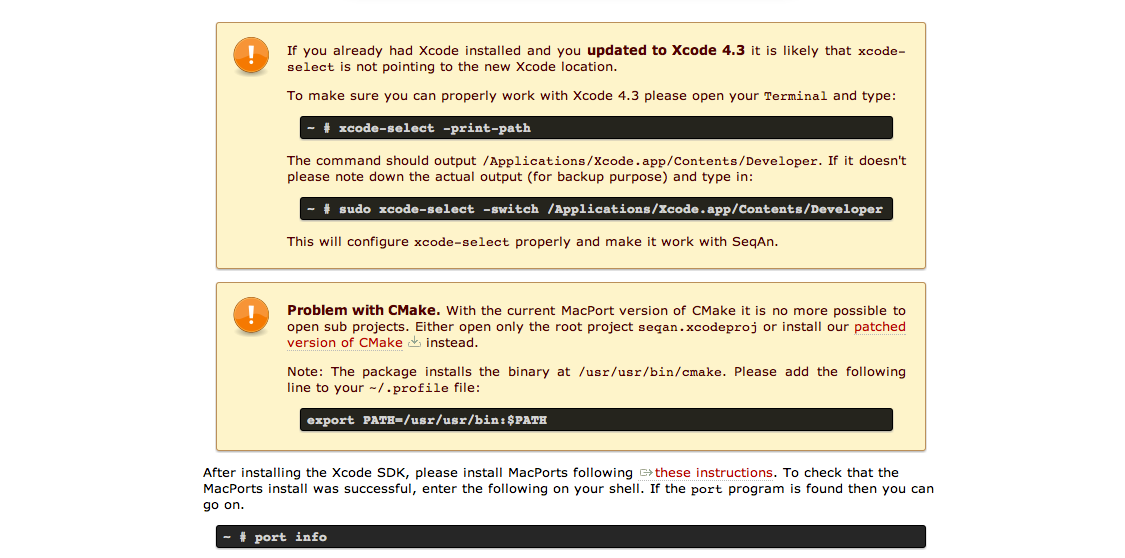 If you already had Xcode installed and you updated to Xcode 4.3 it is likely that xcode-
select is not pointing to the new Xcode location.
To make sure you can properly work with Xcode 4.3 please open your Terminal and type:
~ # xcode-select -print-path
The command should output /Applications/Xcode.app/Contents/Developer. If it doesn't
please note down the actual output (for backup purpose) and type in:
~ # sudo xcode-select -switch /Applications/Xcode.app/Contents/Developer
This will configure xcode-select properly and make it work with SeqAn.
Problem with CMake. With the current MacPort version of CMake it is no more possible to
open sub projects. Either open only the root project seqan.xcodeproj or install our patched
version of CMake instead.
Note: The package installs the binary at /usr/usr/bin/cmake. Please add the following
line to your ~/.profile file:
export PATH=/usr/usr/bin:$PATH
After installing the Xcode SDK, please install MacPorts following these instructions. To check that the
MacPorts install was successful, enter the following on your shell. If the port program is found then you can
go on.
~ # port info